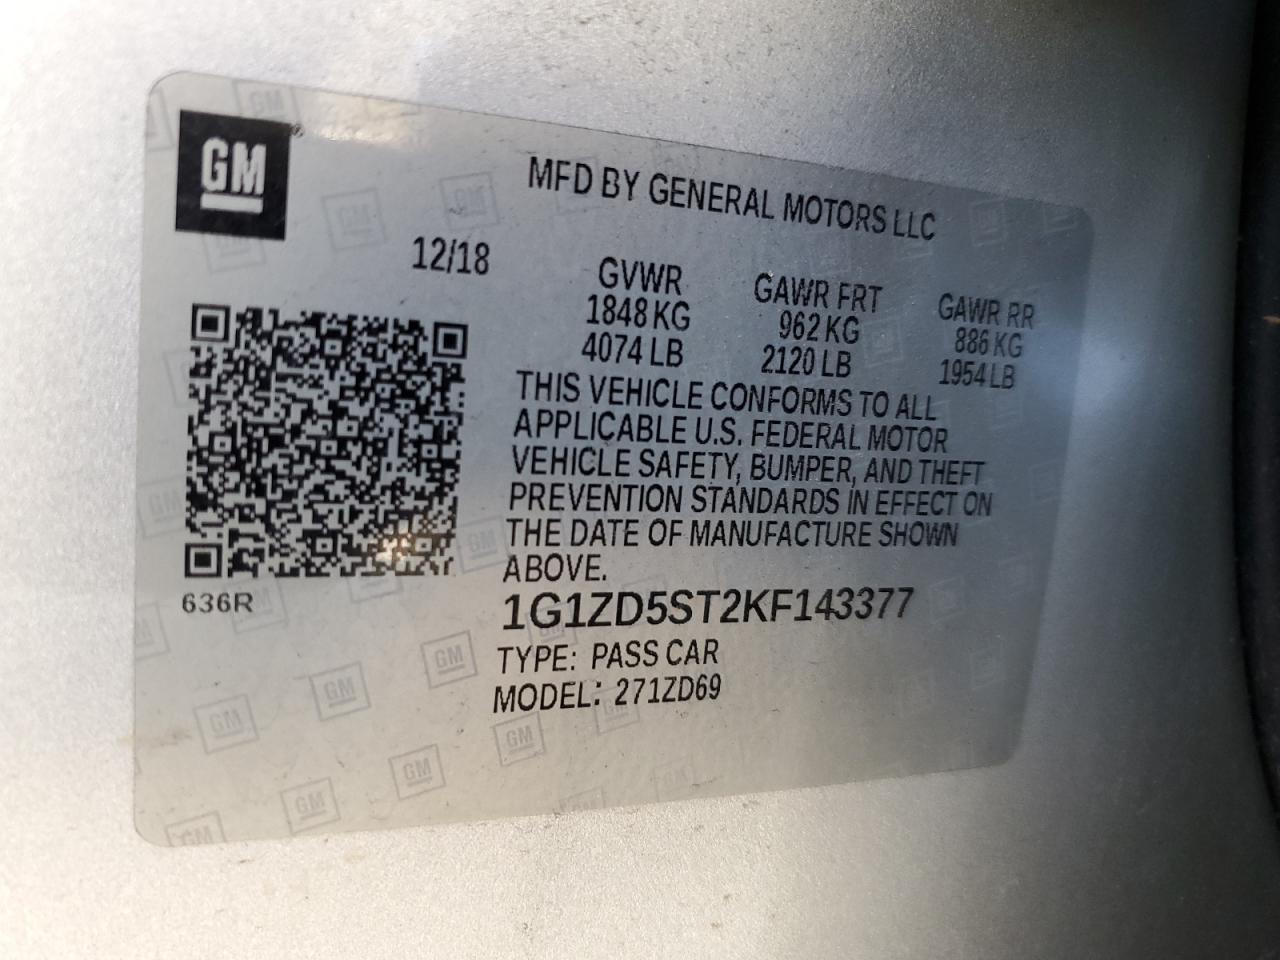 GM
MFD BY GENERAL MOTORS LLC
12/18
GVWR
1848 KG
4074 LB
GAWR FRT
962 KG
2120 LB
GAWR RR
886 KG
1954 LB
THIS VEHICLE CONFORMS TO ALL
APPLICABLE U.S. FEDERAL MOTOR
VEHICLE SAFETY, BUMPER, AND THEFT
PREVENTION STANDARDS IN EFFECT ON
THE DATE OF MANUFACTURE SHOWN
ABOVE.
636R
1G1ZD5ST2KF143377
TYPE: PASS CAR
MODEL: 271ZD69